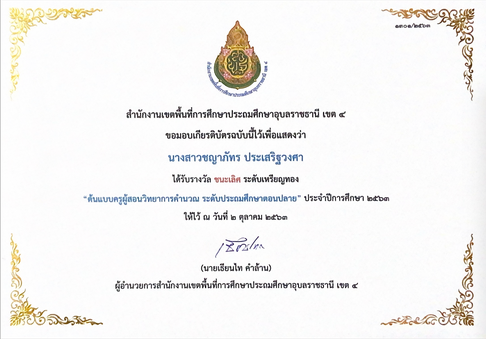 ๑๓๐๑/๒๕๖๓
สำนักงานเขตพื้นที่การศึกษาประถมศึกษาอุบลราชธานี เขต ๔
สำนักงานเขตพื้นที่การศึกษาประถมศึกษาอุบลราชธานี เขต ๔
ขอมอบเกียรติบัตรฉบับนี้ไว้เพื่อแสดงว่า
นางสาวชญาภัทร ประเสริฐวงศา
ได้รับรางวัล ชนะเลิศ ระดับเหรียญทอง
"ต้นแบบครูผู้สอนวิทยาการคำนวณ ระดับประถมศึกษาตอนปลาย" ประจำปีการศึกษา ๒๕๖๓
ให้ไว้ ณ วันที่ ๒ ตุลาคม ๒๕๖๓
(นายเธียนไท คำล้าน)
ผู้อำนวยการสำนักงานเขตพื้นที่การศึกษาประถมศึกษาอุบลราชธานี เขต ๔